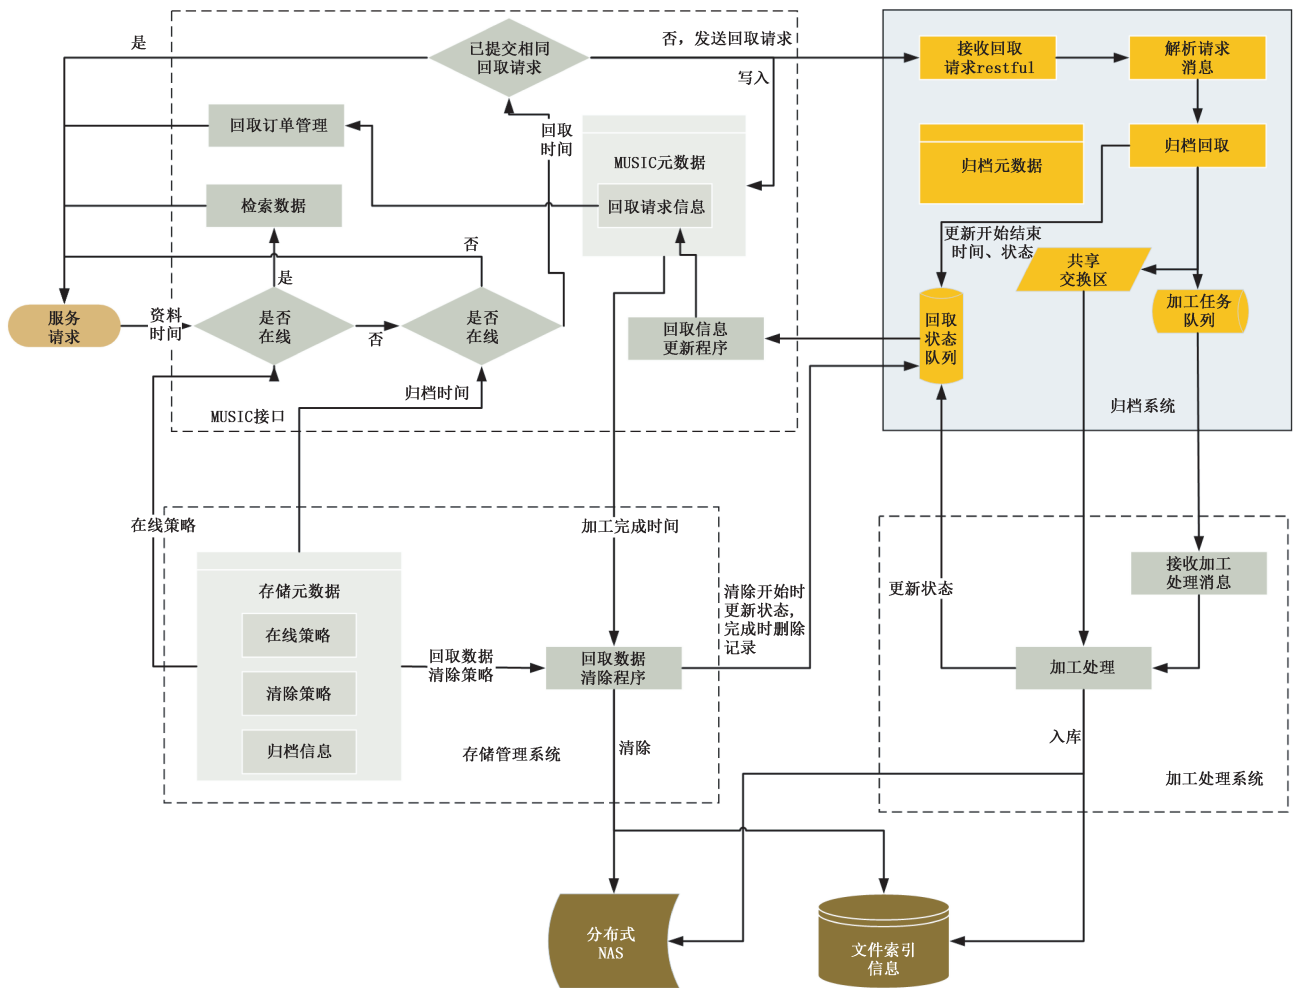 是
已提交相同
回取请求
否，发送回取请求
写入
接收回取
请求restful
解析请求
消息
回取订单管理
回取
时间
MUSIC元数据
回取请求信息
归档元数据
归档回取
检索数据
否
是
更新开始结束
时间、状态
共享
交换区
加工任务
队列
服务
请求
资料
时间
是否
在线
否
是否
在线
回取信息
更新程序
回取
状态
队列
归档时间
MUSIC接口
归档系统
在线策略
加工完成时间
存储元数据
在线策略
清除策略
归档信息
回取数据
清除策略
回取数据
清除程序
清除开始时
更新状态，
完成时删除
记录
更新状态
接收加工
处理消息
加工处理
清除
存储管理系统
入库
加工处理系统
分布式
NAS
文件索引
信息